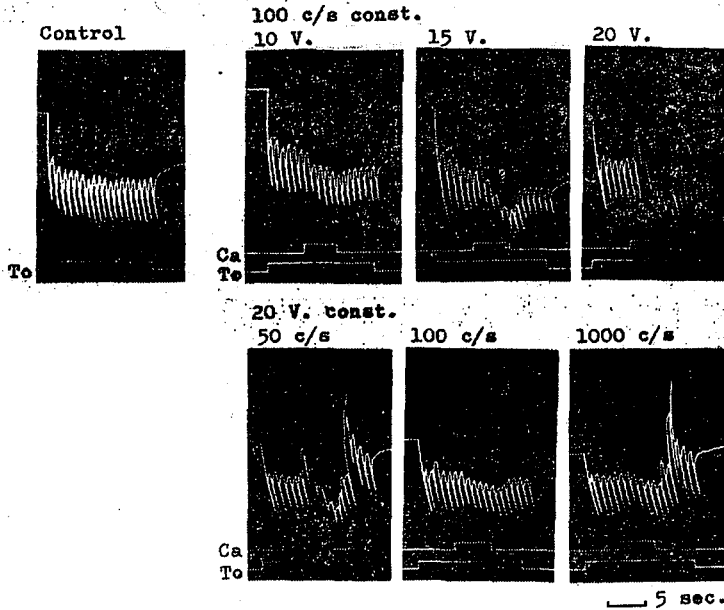 100 c/s const.
Control 10 V. 15 V. 20 V.
Ca
To To
20 V. const.
50 c/s 100 c/s 1000 c/s
Ca
To
5 sec.